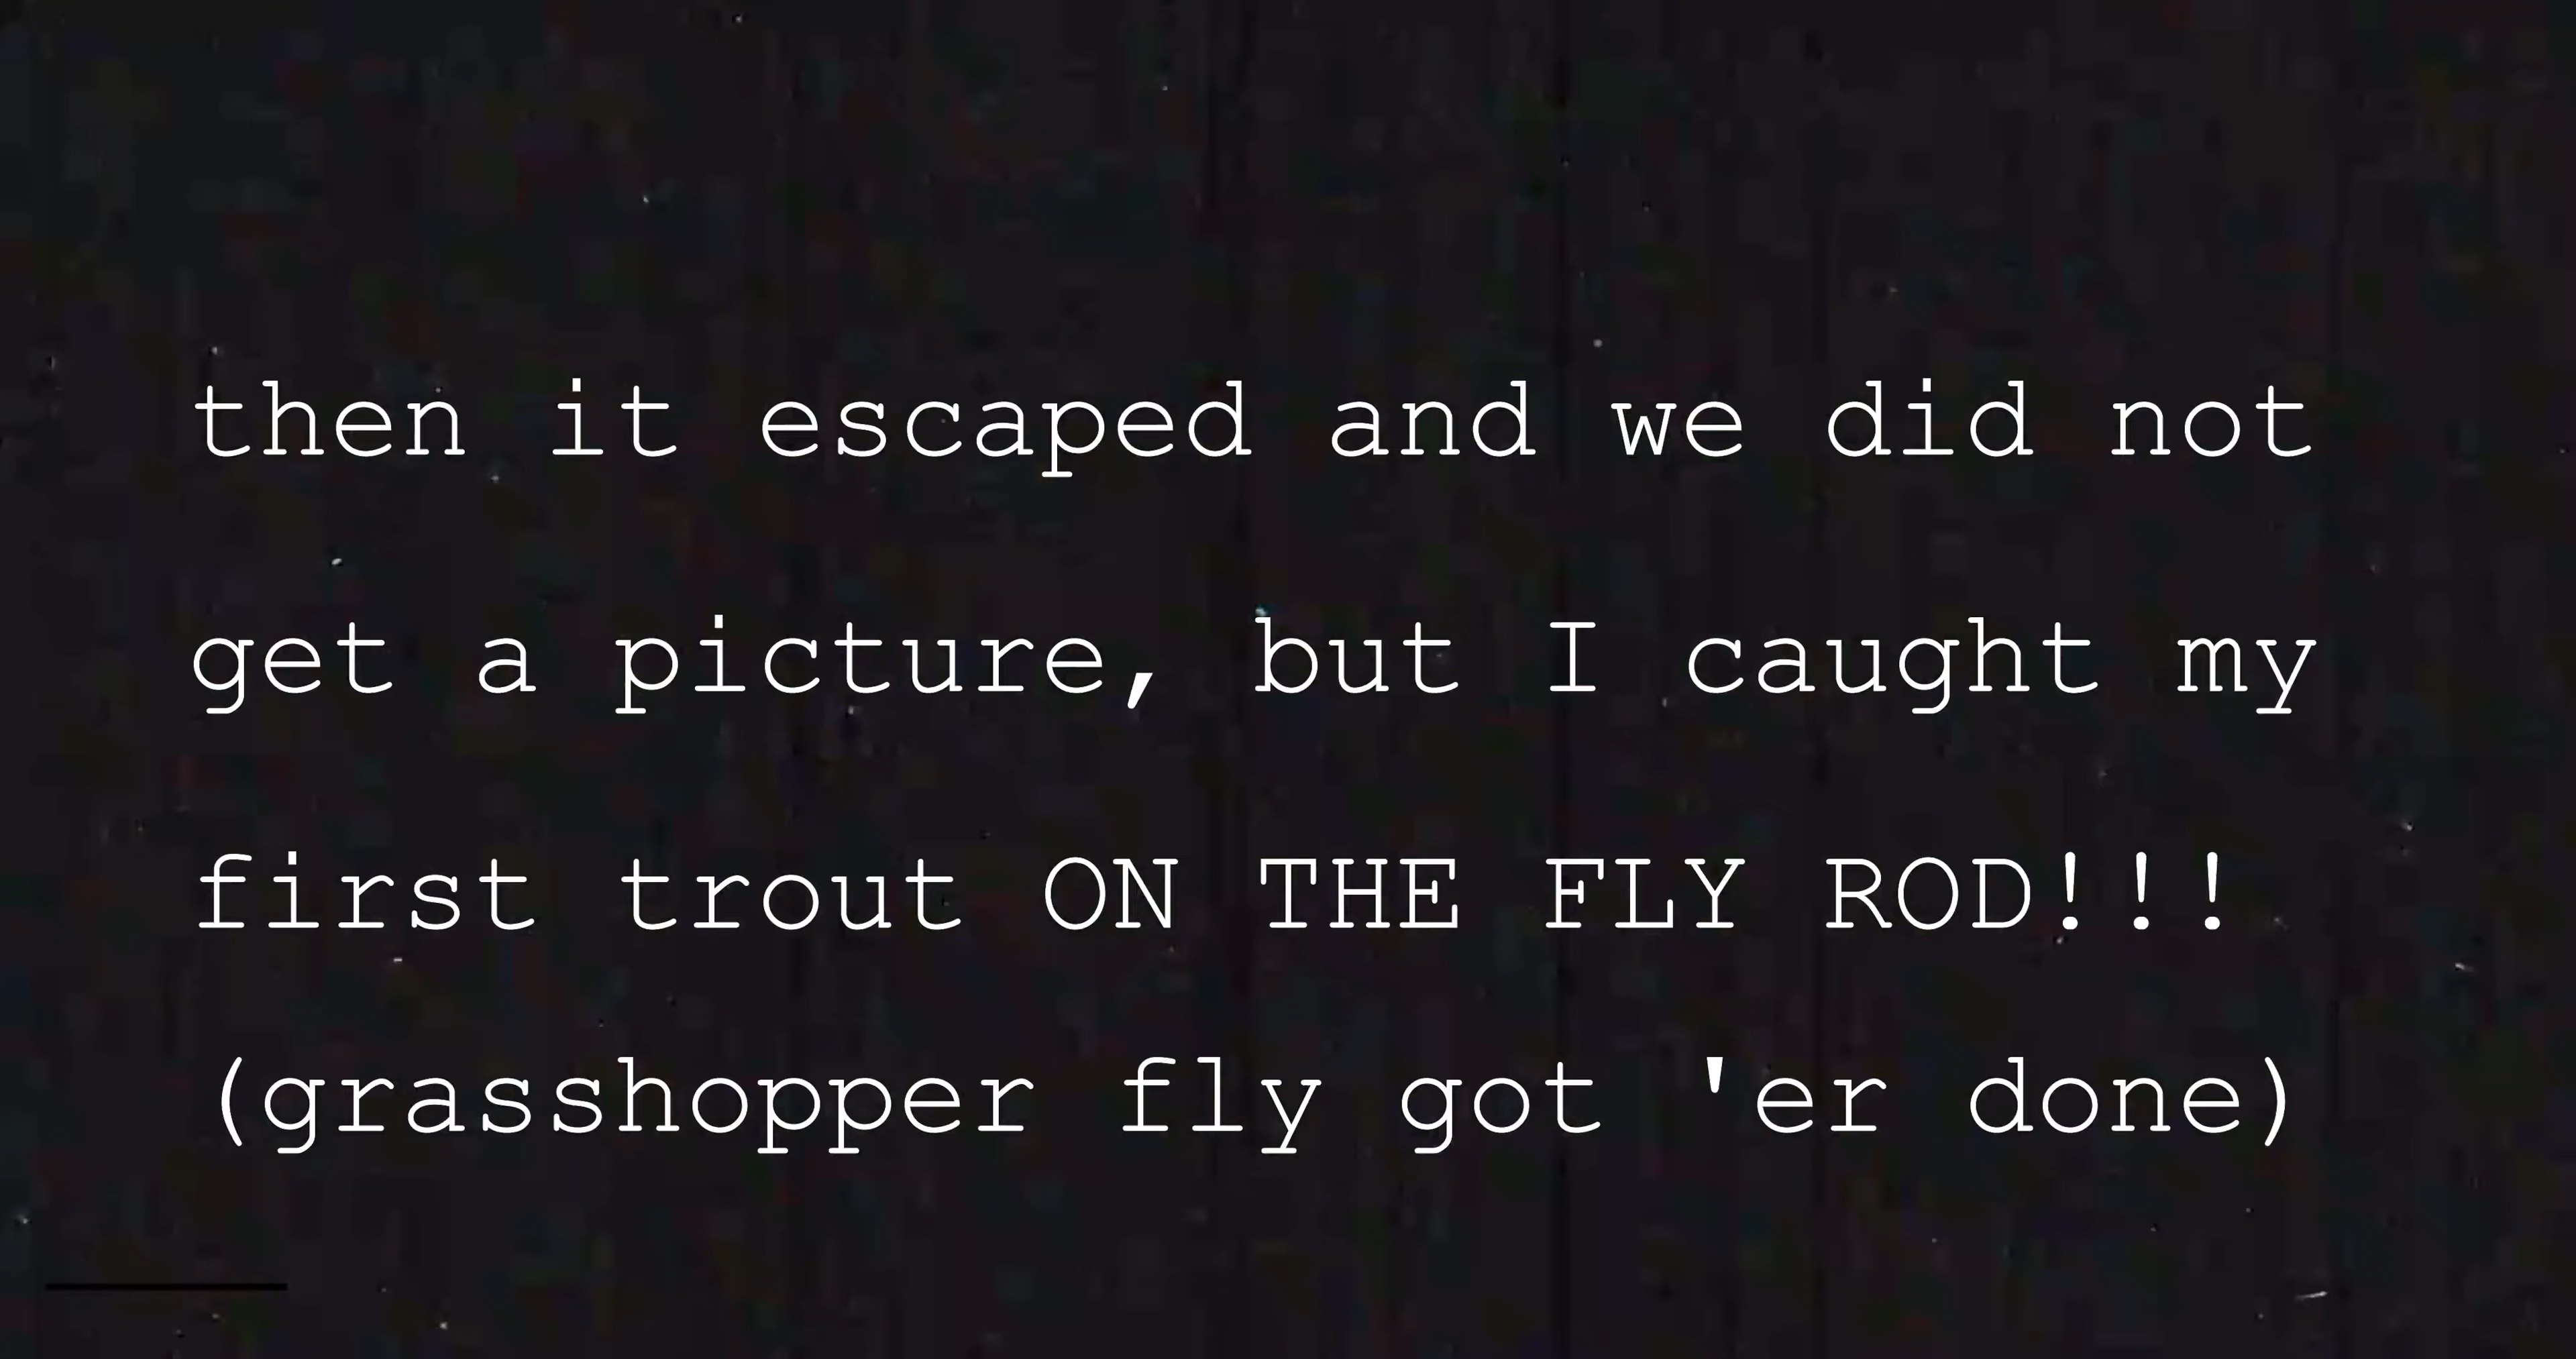 then it escaped and we did not
get a picture, but I caught my
first trout ON THE FLY ROD!!!
(grasshopper fly got 'er done)